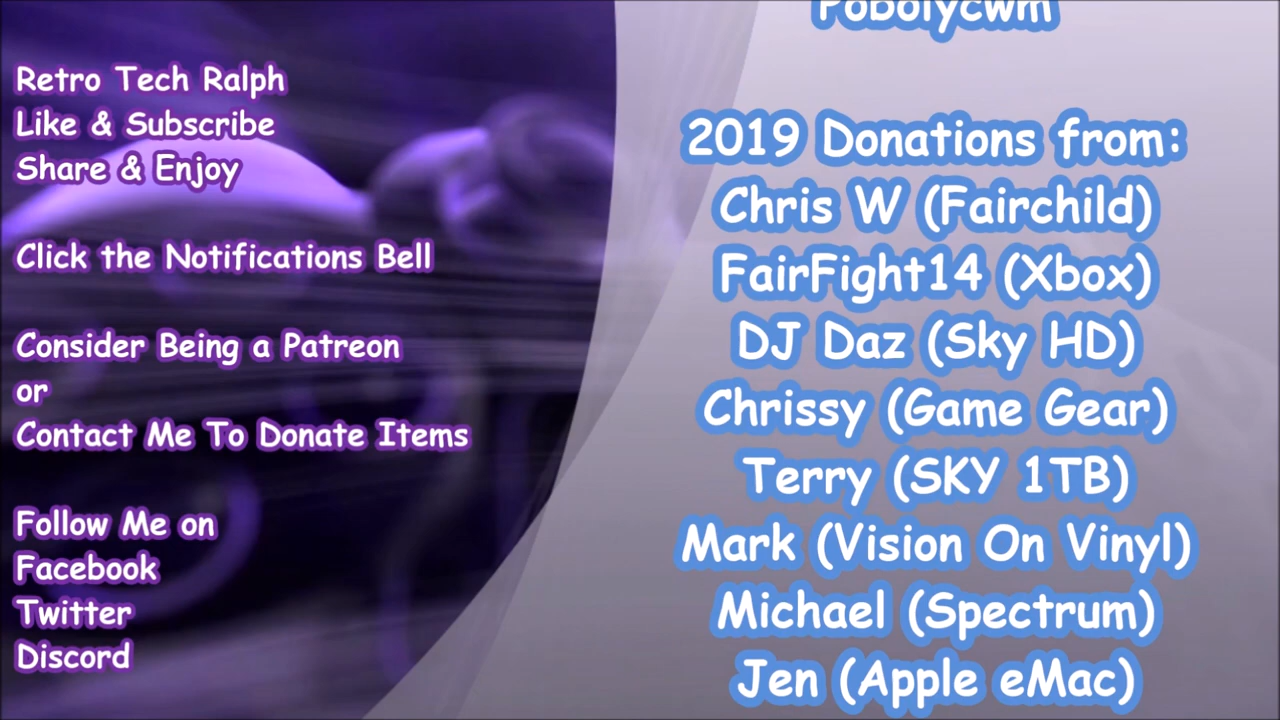 Retro Tech Ralph
Like & Subscribe
Share & Enjoy
Click the Notifications Bell
Consider Being a Patreon
or
Contact Me To Donate Items
Follow Me on
Facebook
Twitter
Discord
Pobolycwm
2019 Donations from:
Chris W (Fairchild)
FairFight14 (Xbox)
DJ Daz (Sky HD)
Chrissy (Game Gear)
Terry (SKY 1TB)
Mark (Vision On Vinyl)
Michael (Spectrum)
Jen (Apple eMac)